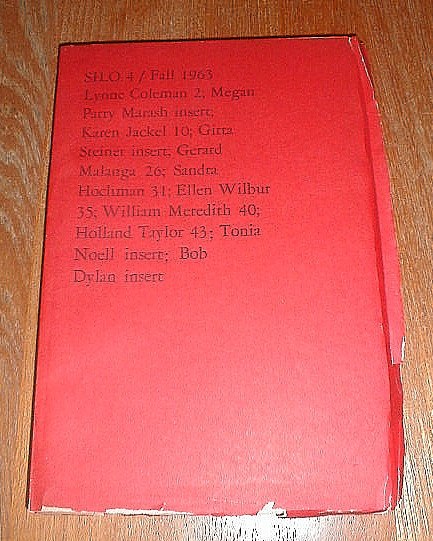 SILO 4 / Fall 1963
Lyone Coleman 2; Megan
Parry Marash insert;
Karen Jackel 10; Gitta
Steiner insert; Gerard
Malanga 26; Sandra
Hochman 31; Ellen Wilbur
35; William Meredith 40;
Holland Taylor 43; Tonia
Noell insert; Bob
Dylan insert